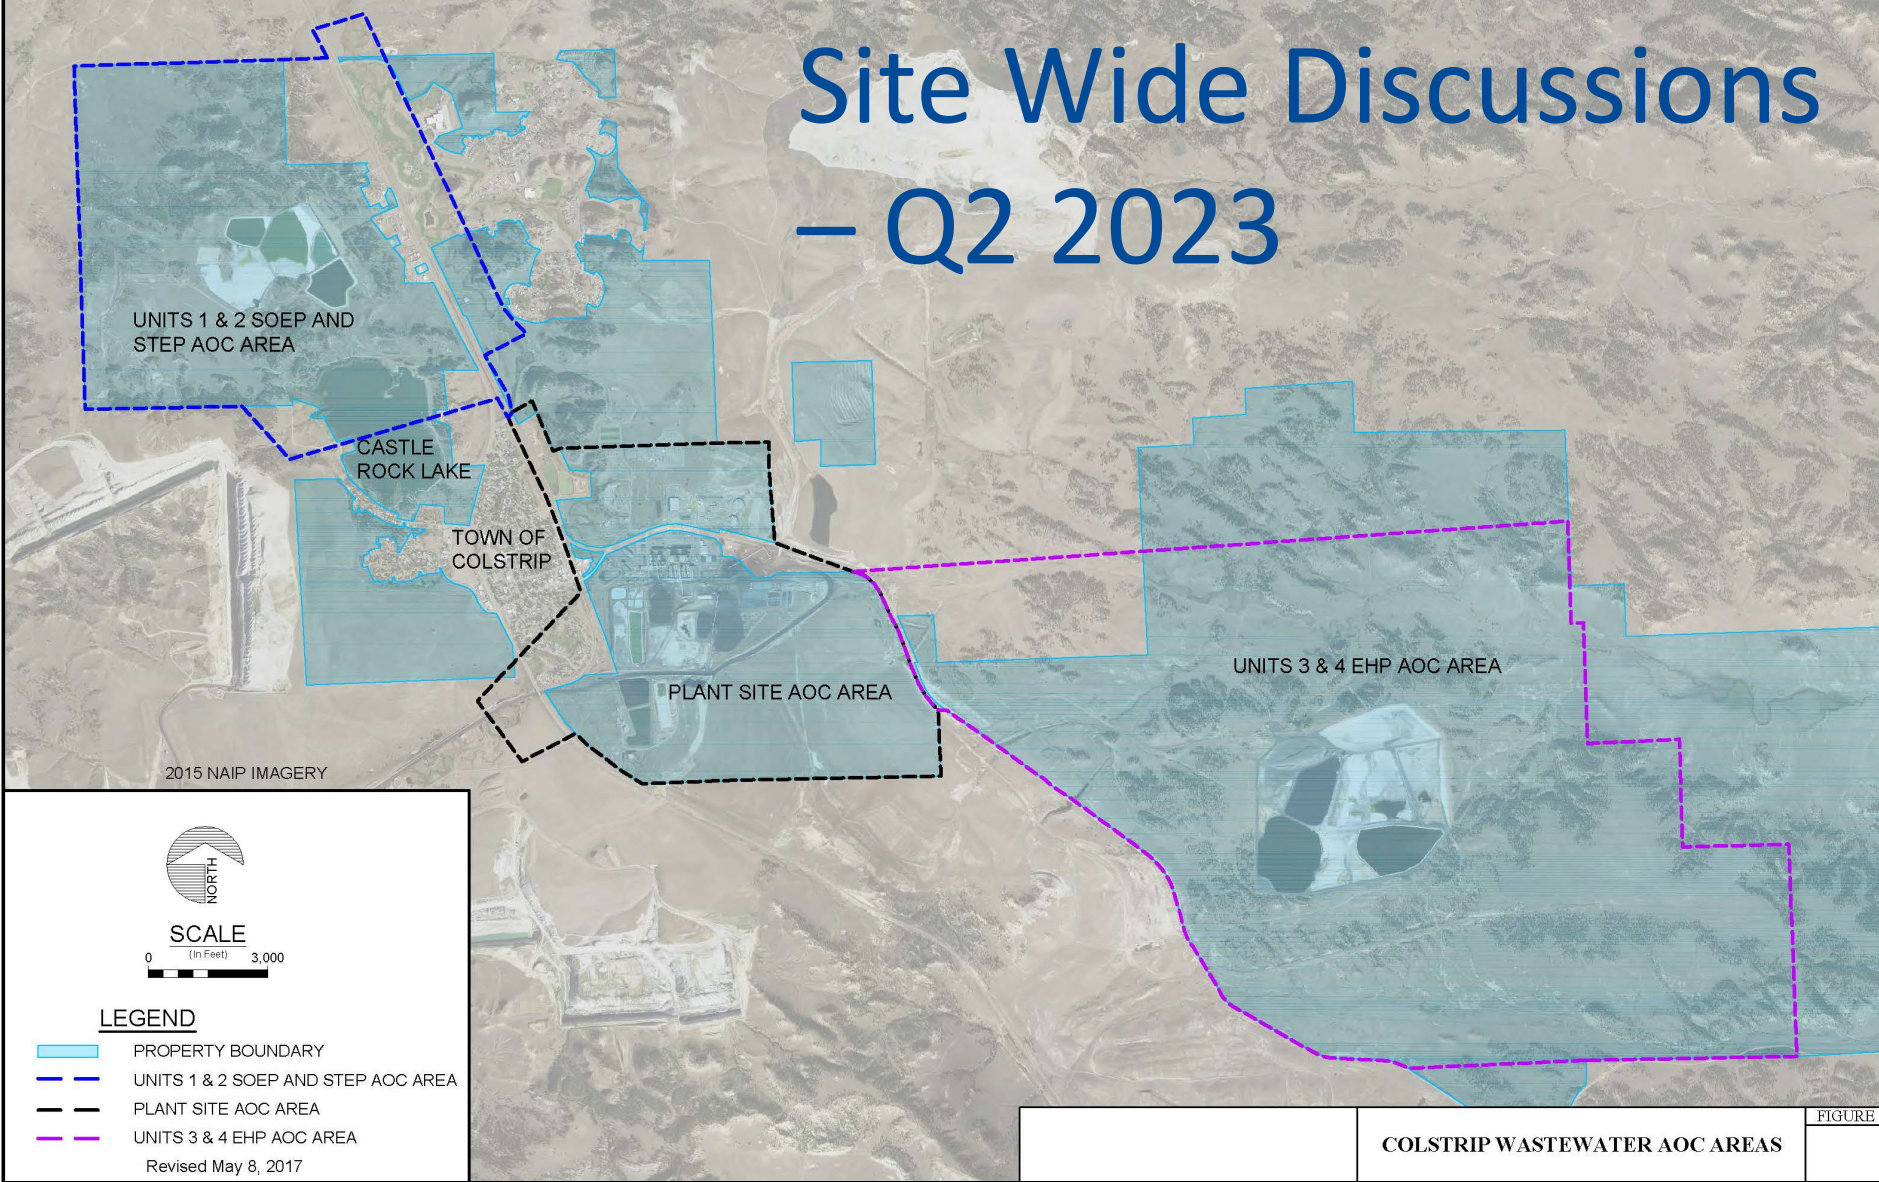 Site Wide Discussions
– Q2 2023
UNITS 1 & 2 SOEP AND
STEP AOC AREA
CASTLE
ROCK LAKE
TOWN OF
COLSTRIP
PLANT SITE AOC AREA
UNITS 3 & 4 EHP AOC AREA
2015 NAIP IMAGERY
NORTH
SCALE
(In Feet)
0 3,000
LEGEND
PROPERTY BOUNDARY
UNITS 1 & 2 SOEP AND STEP AOC AREA
PLANT SITE AOC AREA
UNITS 3 & 4 EHP AOC AREA
Revised May 8, 2017
COLSTRIP WASTEWATER AOC AREAS
FIGURE